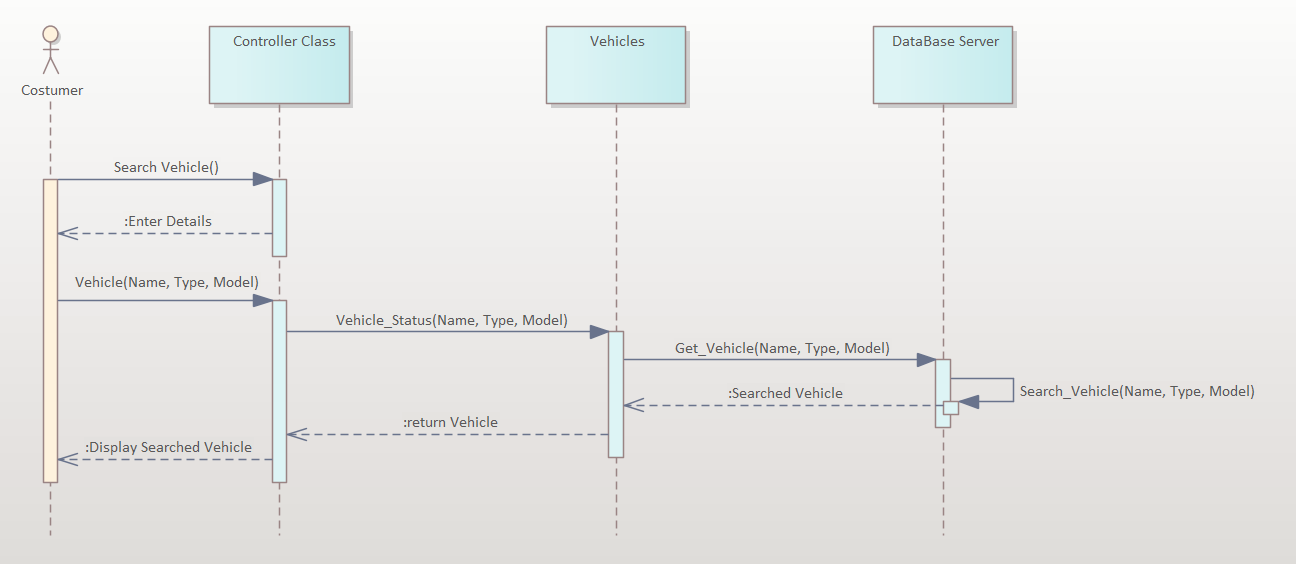 Costumer
Controller Class
Vehicles
DataBase Server
Search Vehicle()
:Enter Details
Vehicle(Name, Type, Model)
Vehicle_Status(Name, Type, Model)
Get_Vehicle(Name, Type, Model)
Search_Vehicle(Name, Type, Model)
:Searched Vehicle
:return Vehicle
:Display Searched Vehicle